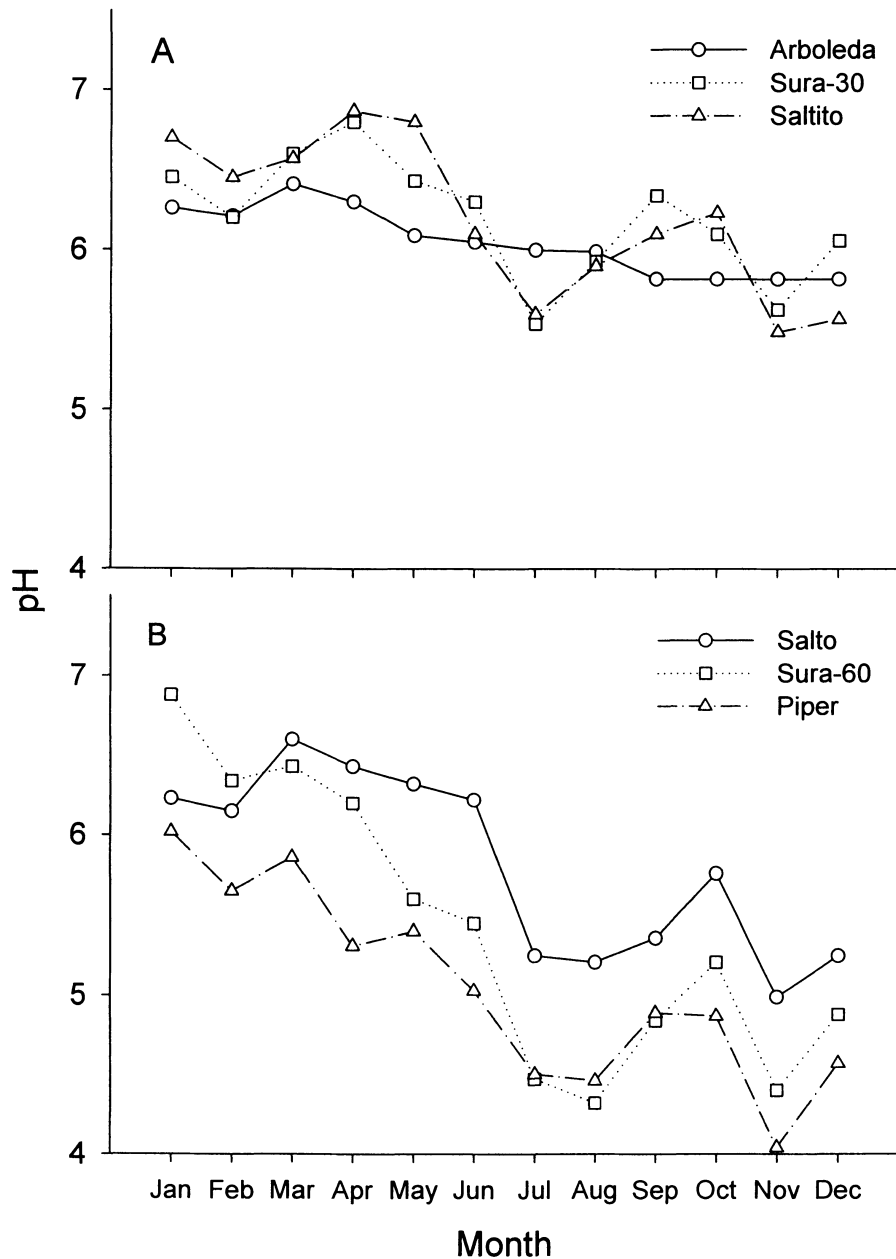 A
Arboleda
Sura-30
Saltito
7
6
5
4
pH
B
Salto
Sura-60
Piper
7
6
5
4
Jan Feb Mar Apr May Jun Jul Aug Sep Oct Nov Dec
Month